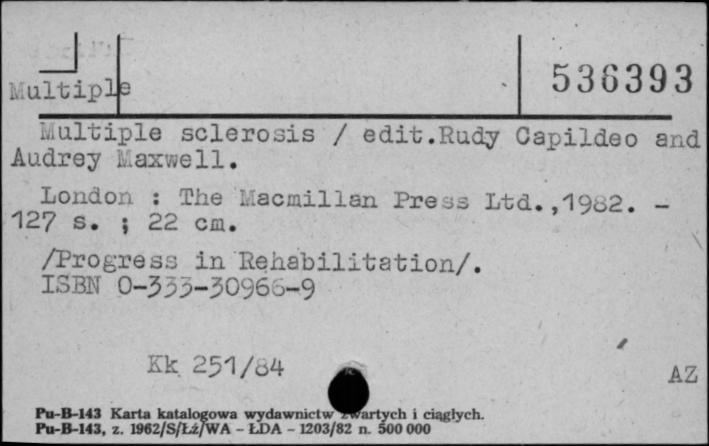 Multiple
536393
Multiple sclerosis / edit.Rudy Capildeo and
Audrey Maxwell.
London : The Macmillan Press Ltd.,1982. -
127 s. ; 22 cm.
/Progress in Rehabilitation/.
ISBN 0-333-30966-9
Kk 251/84
AZ
Pu-B-143 Karta katalogowa wydawnictw zwartych i ciągłych.
Pu-B-143, z. 1962/S/Łź/WA - ŁDA - 1203/82 n. 500 000